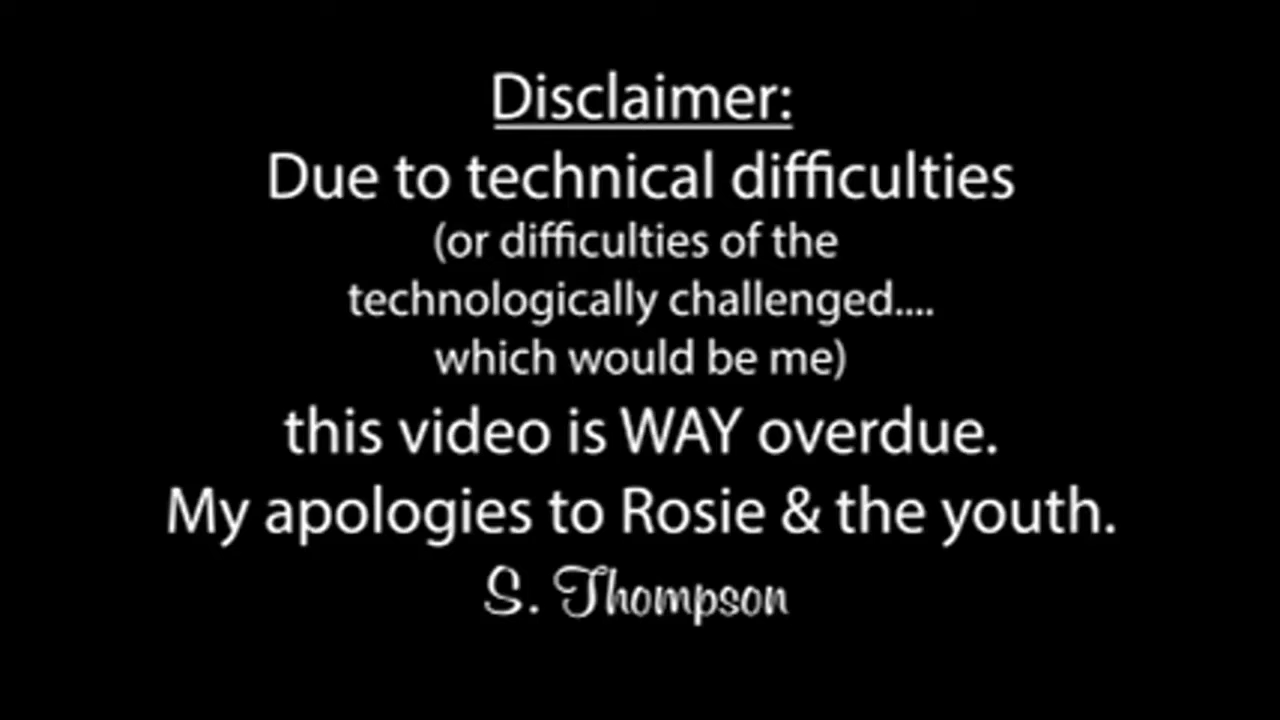 Disclaimer:
Due to technical difficulties
(or difficulties of the
technologically challenged....
which would be me)
this video is WAY overdue.
My apologies to Rosie & the youth.
S. Thompson